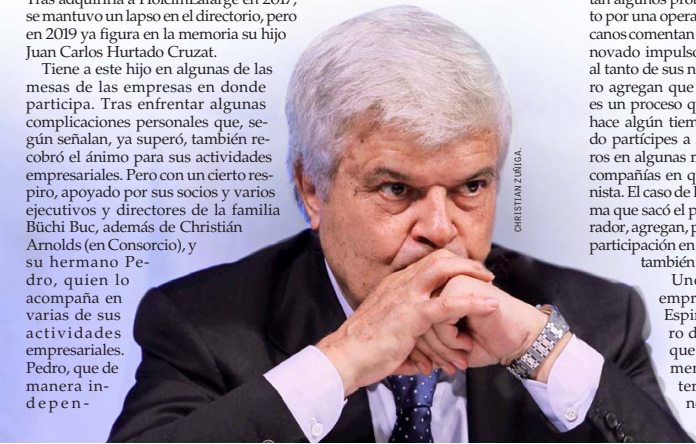 Tras adquirirla a HolcimLafarge en 2017,
se mantuvo un lapso en el directorio, pero
en 2019 ya figura en la memoria su hijo
Juan Carlos Hurtado Cruzat.
Tiene a este hijo en algunas de las
mesas de las empresas en donde
participa. Tras enfrentar algunas
complicaciones personales que, se-
gún señalan, ya superó, también re-
cobró el ánimo para sus actividades
empresariales. Pero con un cierto res-
piro, apoyado por sus socios y varios
ejecutivos y directores de la familia
Büchi Buc, además de Christián
Arnolds (en Consorcio), y
su hermano Pe-
dro, quien lo
acompaña en
varias de sus
actividades
empresariales.
Pedro, que de
manera in-
depen-
CHRISTIAN ZÚÑIGA.
to por una opera
canos comentan
novado impulso
al tanto de sus n
ro agregan que
es un proceso q
hace algún tiem
do partícipes a
ros en algunas m
compañías en q
nista. El caso de l
ma que sacó el p
rador, agregan, p
participación en
también
Uno
empre
Espi
ro d
que
men
ter
ne